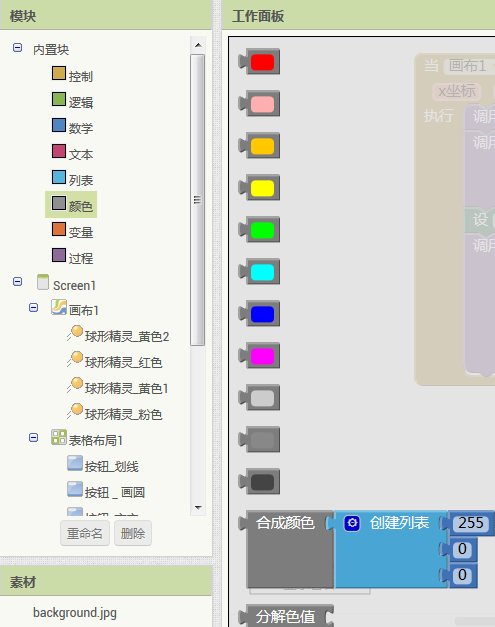 模块
内置块
控制
逻辑
数学
文本
列表
颜色
变量
过程
Screen1
画布1
球形精灵_黄色2
球形精灵_红色
球形精灵_黄色1
球形精灵_粉色
表格布局1
按钮_划线
按钮 _ 画圆
重命名 删除
素材
background.jpg
工作面板
当 画布1
x坐标
执行 调用
调用
设
调用
合成颜色 创建列表 255
0
0
分解色值